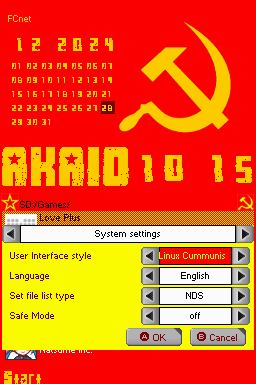 FCnet
12 2024
01 02 03 04 05 06 07
08 09 10 11 12 13 14
15 16 17 18 19 20 21
22 23 24 25 26 27 28
29 30 31
AKAIO 10 15
SD:/Games/
Love Plus
System settings
User Interface style Linux Cummunis
Language English
Set file list type NDS
Safe Mode off
A OK B Cancel
Natsume Inc.
Start